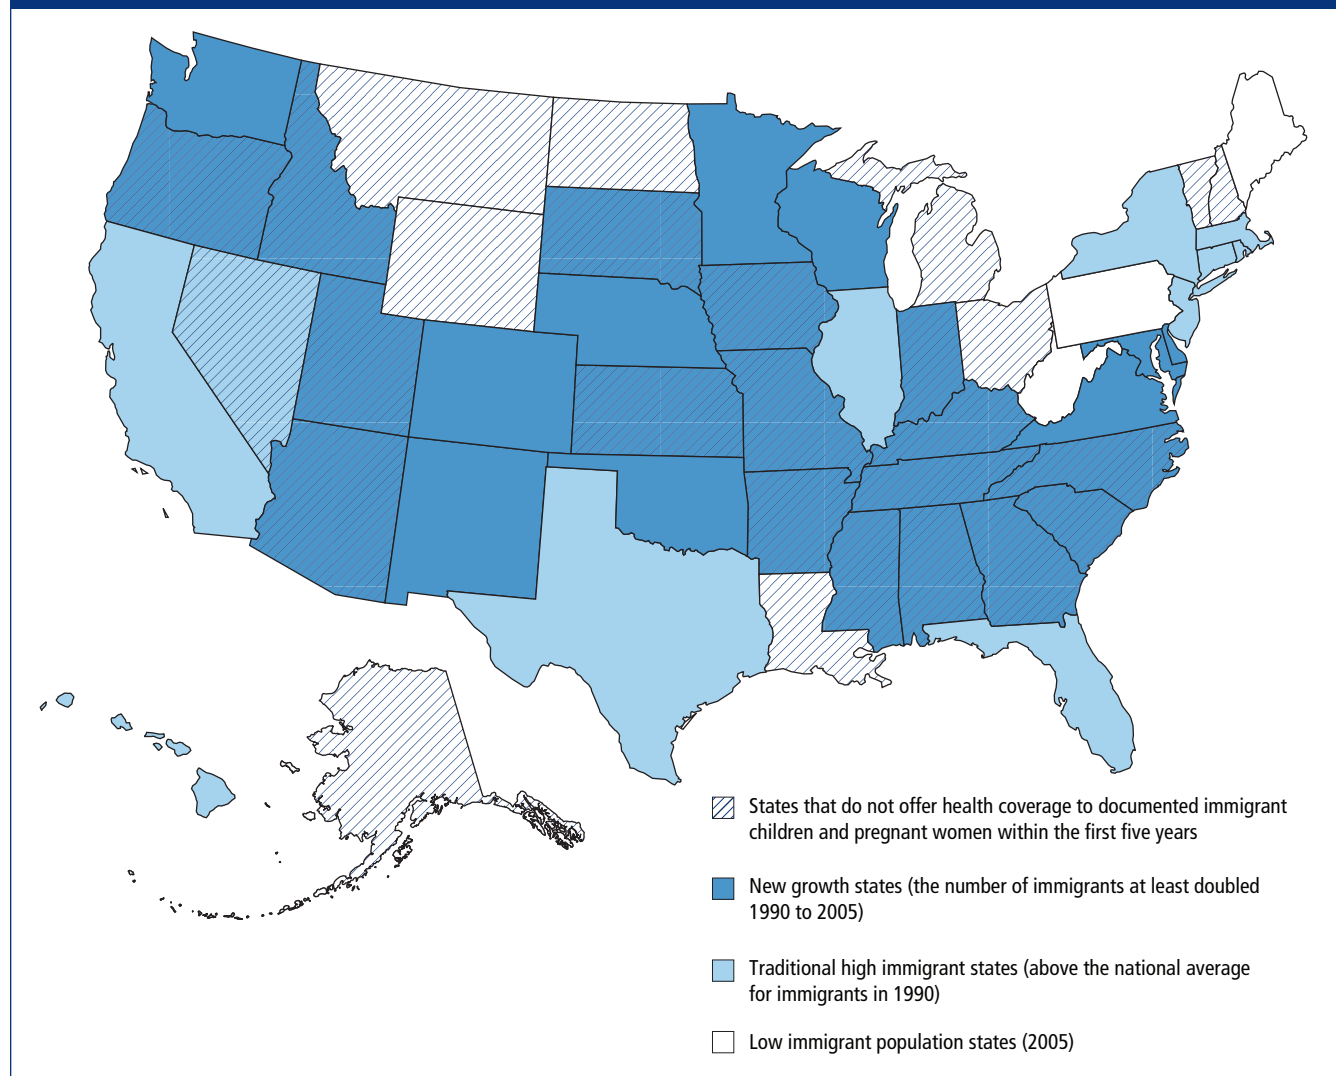 States that do not offer health coverage to documented immigrant
children and pregnant women within the first five years
New growth states (the number of immigrants at least doubled
1990 to 2005)
Traditional high immigrant states (above the national average
for immigrants in 1990)
Low immigrant population states (2005)